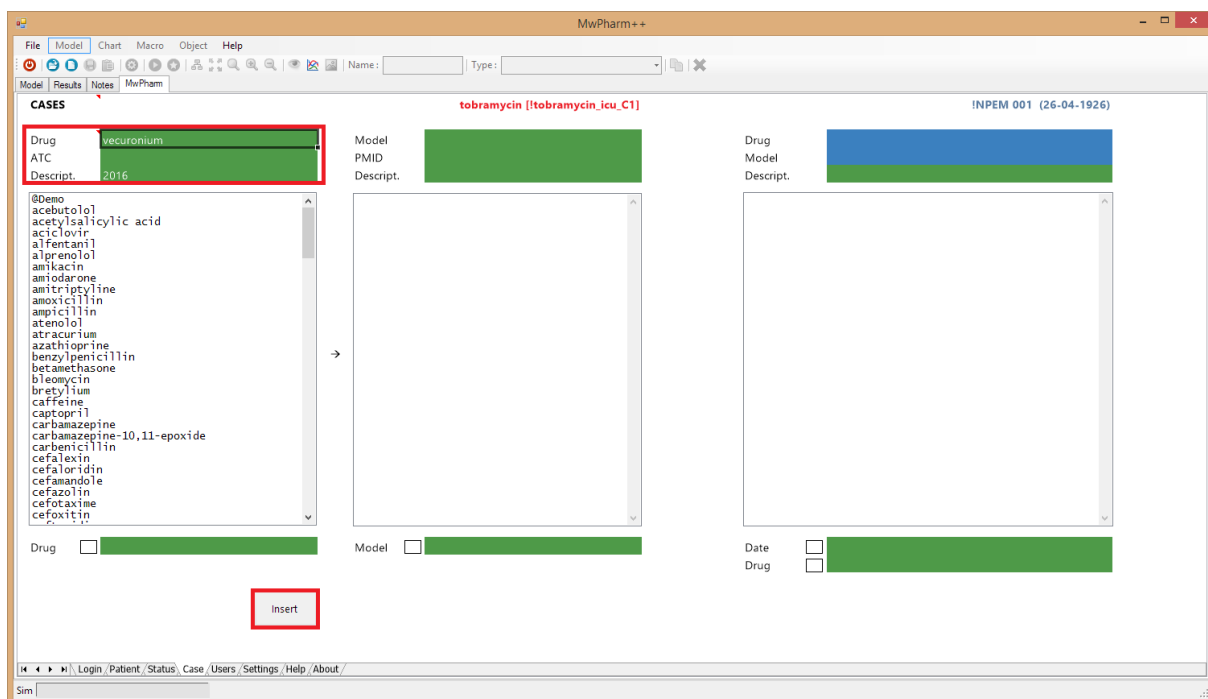 MwPharm++
File Model Chart Macro Object Help
Name: Type:
Model Results Notes MwPharm
CASES tobramycin [!tobramycin_icu_C1] !NPEM 001 (26-04-1926)
Drug vecuronium Model Drug
ATC PMID Model
Descript. 2016 Descript. Descript.
@Demo
acebutolol
acetylsalicylic acid
aciclovir
alfentanil
alprenolol
amikacin
amiodarone
amitriptyline
amoxicillin
ampicillin
atenolol
atracurium
azathioprine
benzylpenicillin
→
betamethasone
bleomycin
bretylium
caffeine
captopril
carbamazepine
carbamazepine-10,11-epoxide
carbenicillin
cefalexin
cefaloridin
cefamandole
cefazolin
cefotaxime
cefoxitin
Drug Model Date
Drug
Insert
Login Patient Status Case Users Settings Help About
Sim